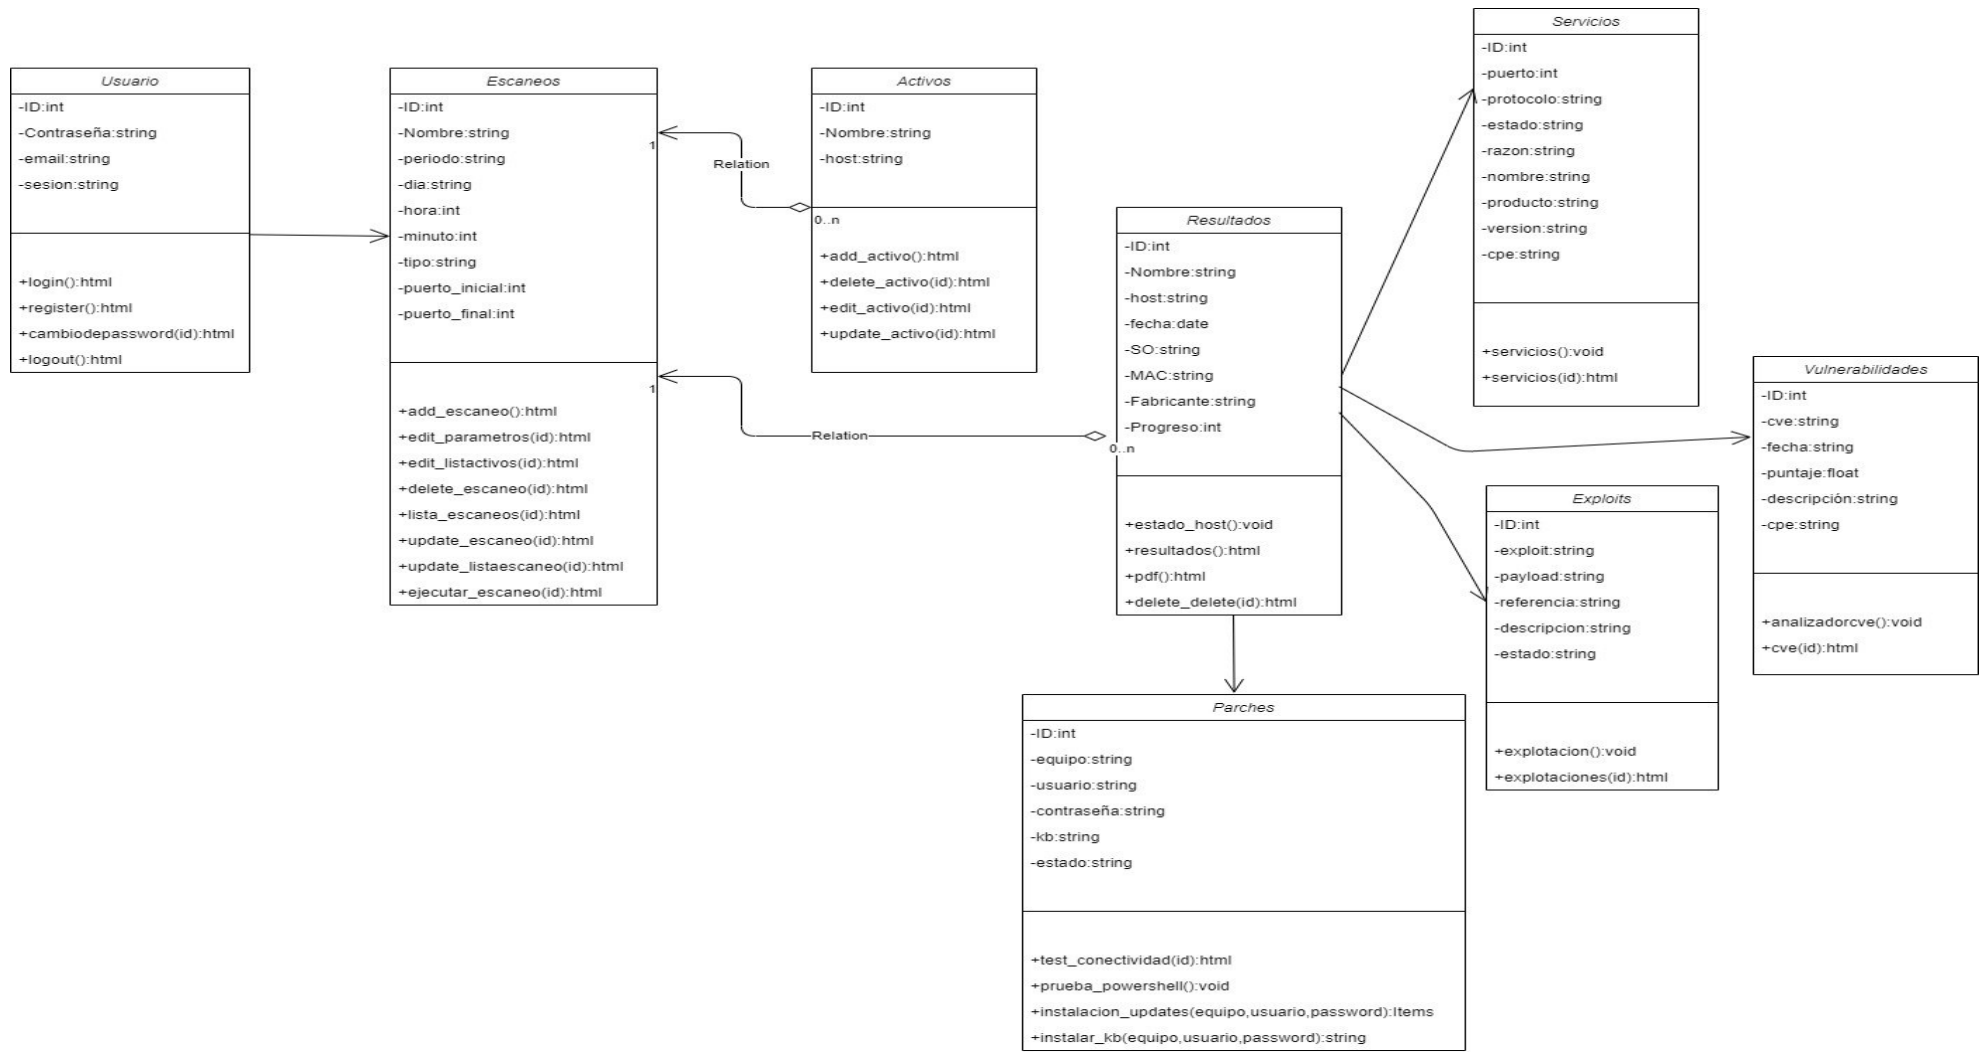 Usuario
-ID:int
-Contraseña:string
-email:string
-sesion:string
+login():html
+register():html
+cambiodepassword(id):html
+logout():html
Escaneos
-ID:int
-Nombre:string
-periodo:string
-dia:string
-hora:int
-minuto:int
-tipo:string
-puerto_inicial:int
-puerto_final:int
+add_escaneo():html
+edit_parametros(id):html
+edit_listactivos(id):html
+delete_escaneo(id):html
+lista_escaneos(id):html
+update_escaneo(id):html
+update_listaescaneo(id):html
+ejecutar_escaneo(id):html
1
Relation
0..n
1
Relation
0..n
Activos
-ID:int
-Nombre:string
-host:string
+add_activo():html
+delete_activo(id):html
+edit_activo(id):html
+update_activo(id):html
Resultados
-ID:int
-Nombre:string
-host:string
-fecha:date
-SO:string
-MAC:string
-Fabricante:string
-Progreso:int
+estado_host():void
+resultados():html
+pdf():html
+delete_delete(id):html
Servicios
-ID:int
-puerto:int
-protocolo:string
-estado:string
-razon:string
-nombre:string
-producto:string
-version:string
-cpe:string
+servicios():void
+servicios(id):html
Vulnerabilidades
-ID:int
-cve:string
-fecha:string
-puntaje:float
-descripción:string
-cpe:string
+analizadorcve():void
+cve(id):html
Exploits
-ID:int
-exploit:string
-payload:string
-referencia:string
-descripcion:string
-estado:string
+explotacion():void
+explotaciones(id):html
Parches
-ID:int
-equipo:string
-usuario:string
-contraseña:string
-kb:string
-estado:string
+test_conectividad(id):html
+prueba_powershell():void
+instalacion_updates(equipo,usuario,password):Items
+instalar_kb(equipo,usuario,password):string